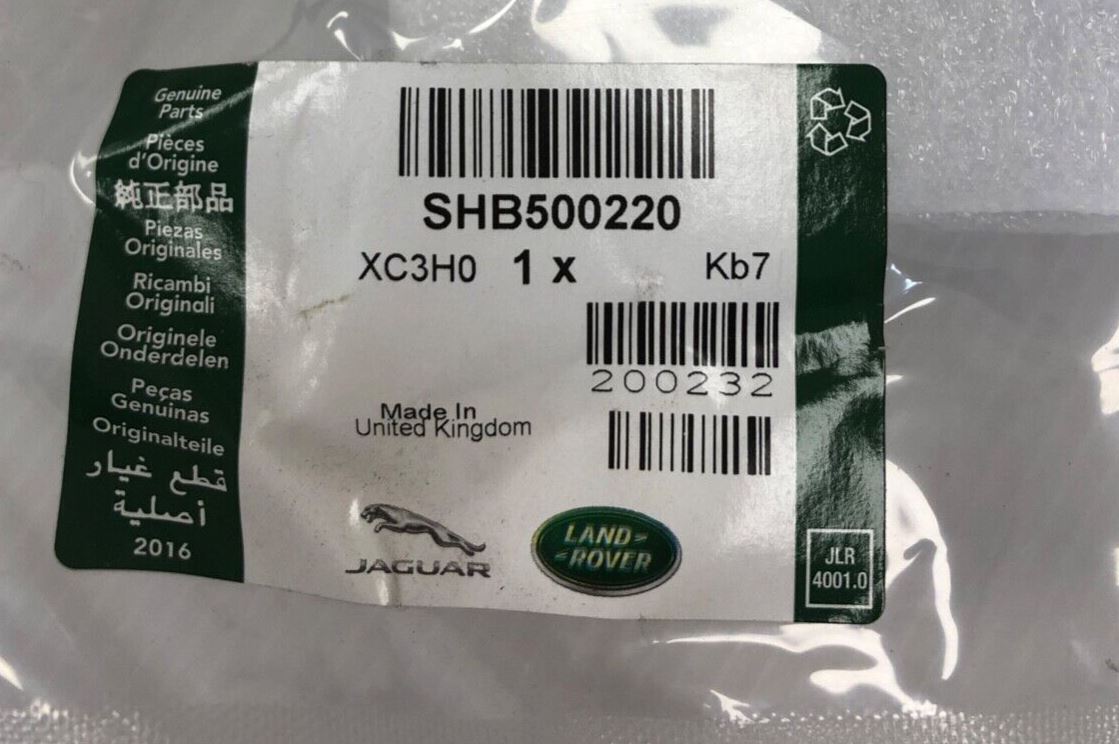 Genuine
Parts
Pièces
d'Origine
純正部品
Piezas
Originales
Ricambi
Originali
Originele
Onderdelen
Peças
Genuinas
Originalteile
قطع غيار
أصلية
2016
SHB500220
XC3H0 1 x Kb7
200232
Made In
United Kingdom
JAGUAR
LAND-
-ROVER
JLR
4001.0